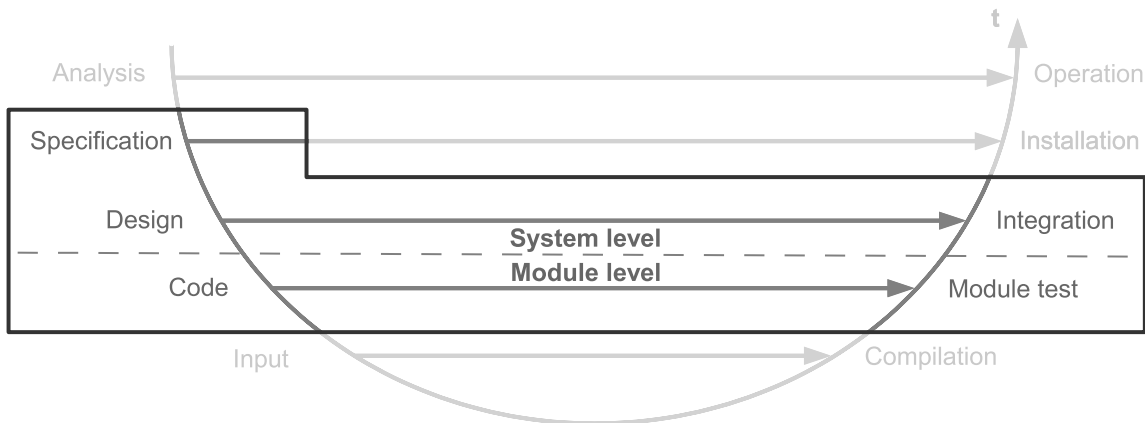 t
Analysis
Operation
Specification
Installation
Design
Integration
System level
Module level
Code
Module test
Input
Compilation